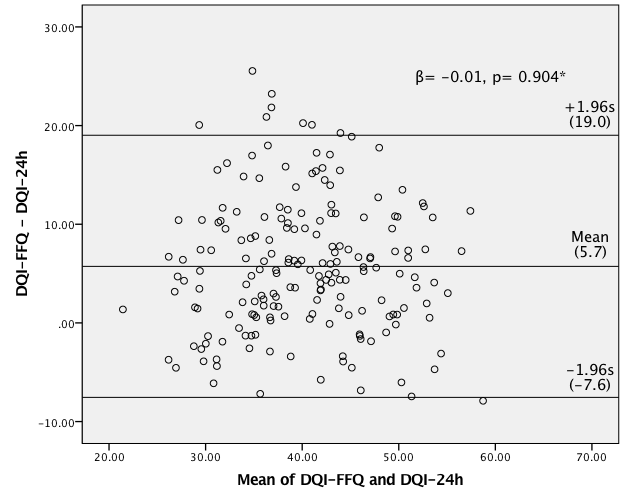 30.00
β= -0.01, p= 0.904*
+1.96s
20.00
(19.0)
10.00
Mean
(5.7)
.00
-1.96s
(-7.6)
-10.00
DQI-FFQ - DQI-24h
20.00 30.00 40.00 50.00 60.00 70.00
Mean of DQI-FFQ and DQI-24h